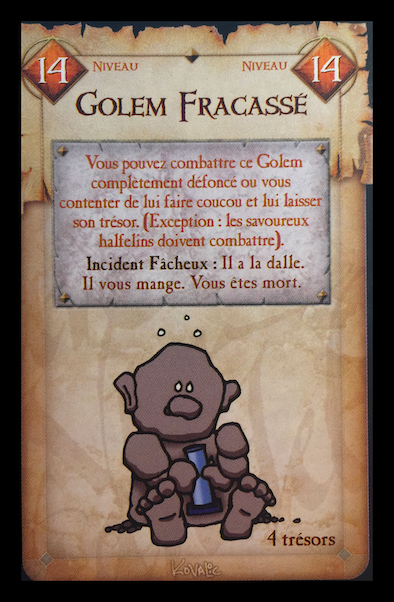 14 Niveau Niveau 14
Golem Fracassé
Vous pouvez combattre ce Golem
complètement défoncé ou vous
contenter de lui faire coucou et lui laisser
son trésor. (Exception : les savoureux
halfelins doivent combattre).
Incident Fâcheux : Il a la dalle.
Il vous mange. Vous êtes mort.
4 trésors
Kovalic